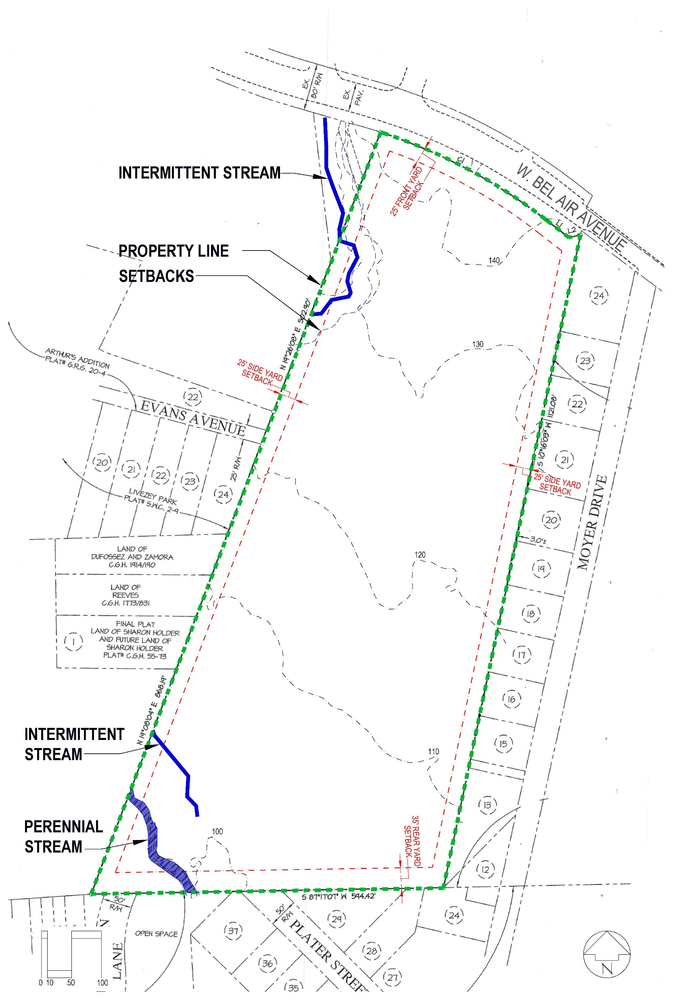 EX.
80' R/W
EX.
PAV.
INTERMITTENT STREAM
25' FRONT YARD
SETBACK
C1
W. BEL AIR AVENUE
L1
L2
PROPERTY LINE
SETBACKS
140
24
N 19°26'08" E 502.90'
130
23
ARTHUR'S ADDITION
PLAT# G.R.G. 20-4
25' SIDE YARD
SETBACK
22
22
EVANS AVENUE
S 10°16'03" W 1121.08'
20
21
22
23
24
25' R/W
21
25' SIDE YARD
SETBACK
LIVEZEY PARK
PLAT# S.W.C. 2-9
MOYER DRIVE
20
3.0'±
LAND OF
DUFOSSEZ AND ZAMORA
C.G.H. 1914/190
120
19
LAND OF
REEVES
C.G.H. 1773/831
18
FINAL PLAT
LAND OF SHARON HOLDER
AND FUTURE LAND OF
SHARON HOLDER
PLAT# C.G.H. 55-73
1
17
N 19°08'04" E 868.19'
16
INTERMITTENT
STREAM
15
110
13
PERENNIAL
STREAM
100
35' REAR YARD
SETBACK
12
S 87°17'07" W 594.42'
50'
R/W
50'
R/W
29
24
37
OPEN SPACE
PLATER STREET
28
36
27
35
LANE
0 10 50 100
N